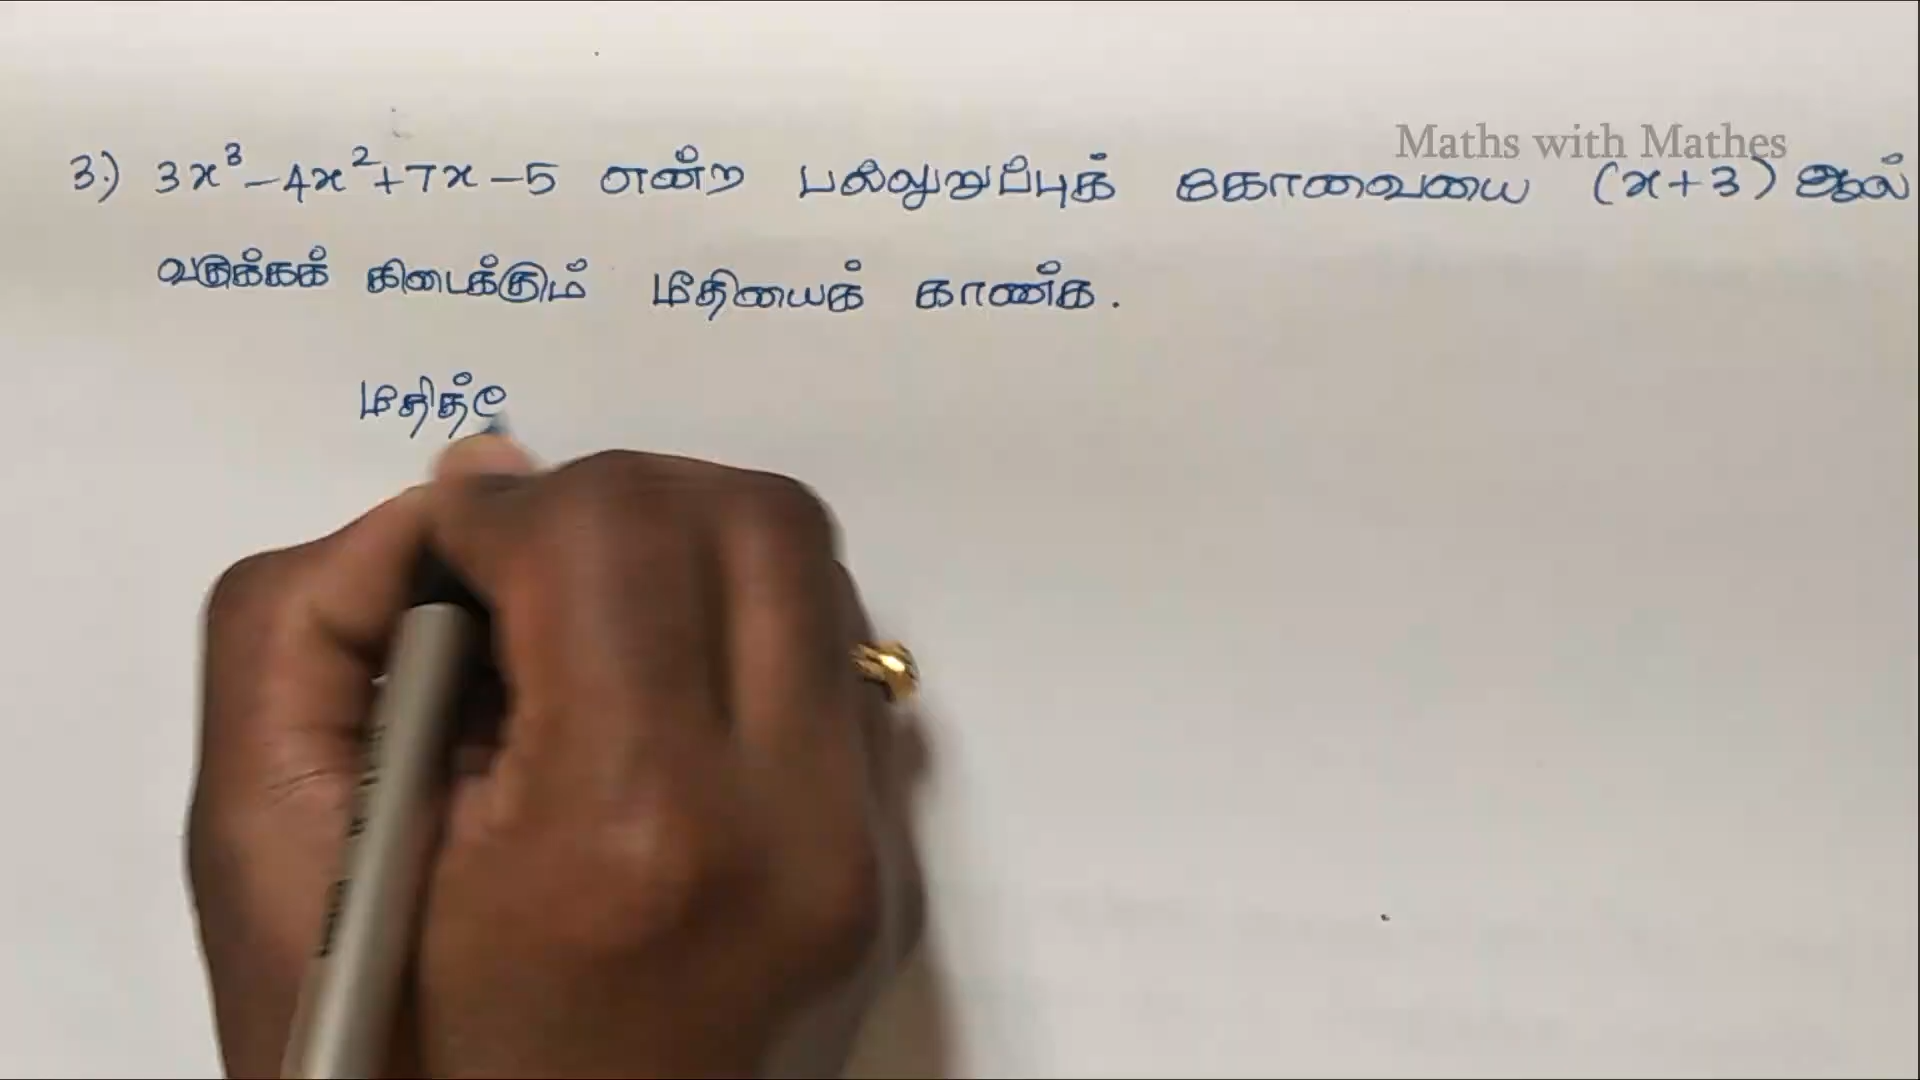 Maths with Mathes
3.) 3x³ - 4x² + 7x - 5 என்ற பல்லுறுப்புக் கோவையை (x+3) ஆல்
வகுக்கக் கிடைக்கும் மீதியைக் காண்க.